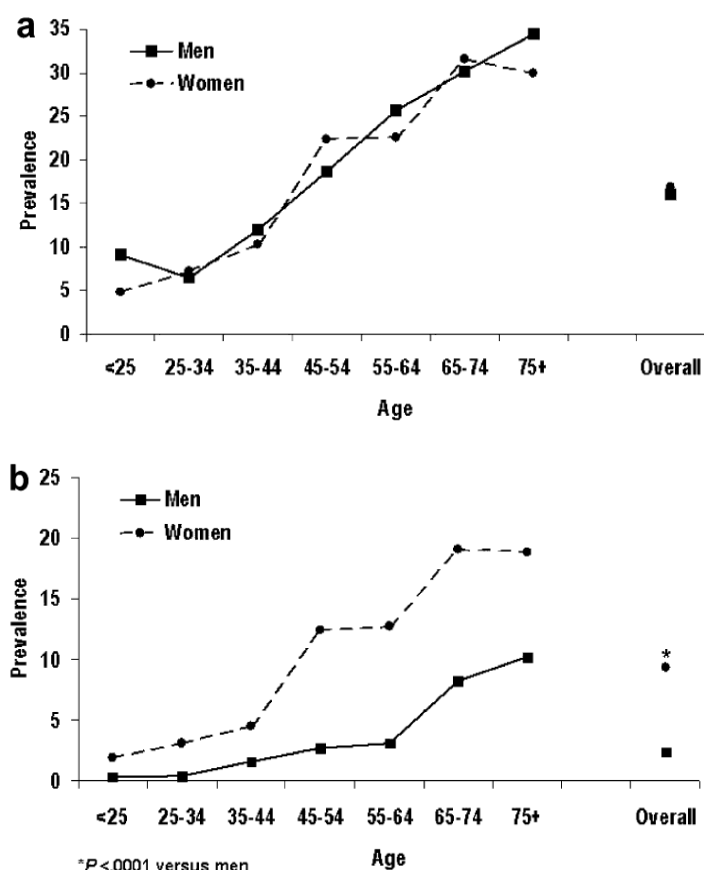 a
35
30
25
20
15
10
5
0
Prevalence
Men
Women
<25 25-34 35-44 45-54 55-64 65-74 75+ Overall
Age
b
25
20
15
10
5
0
Prevalence
Men
Women
*
<25 25-34 35-44 45-54 55-64 65-74 75+ Overall
Age
*P<.0001 versus men